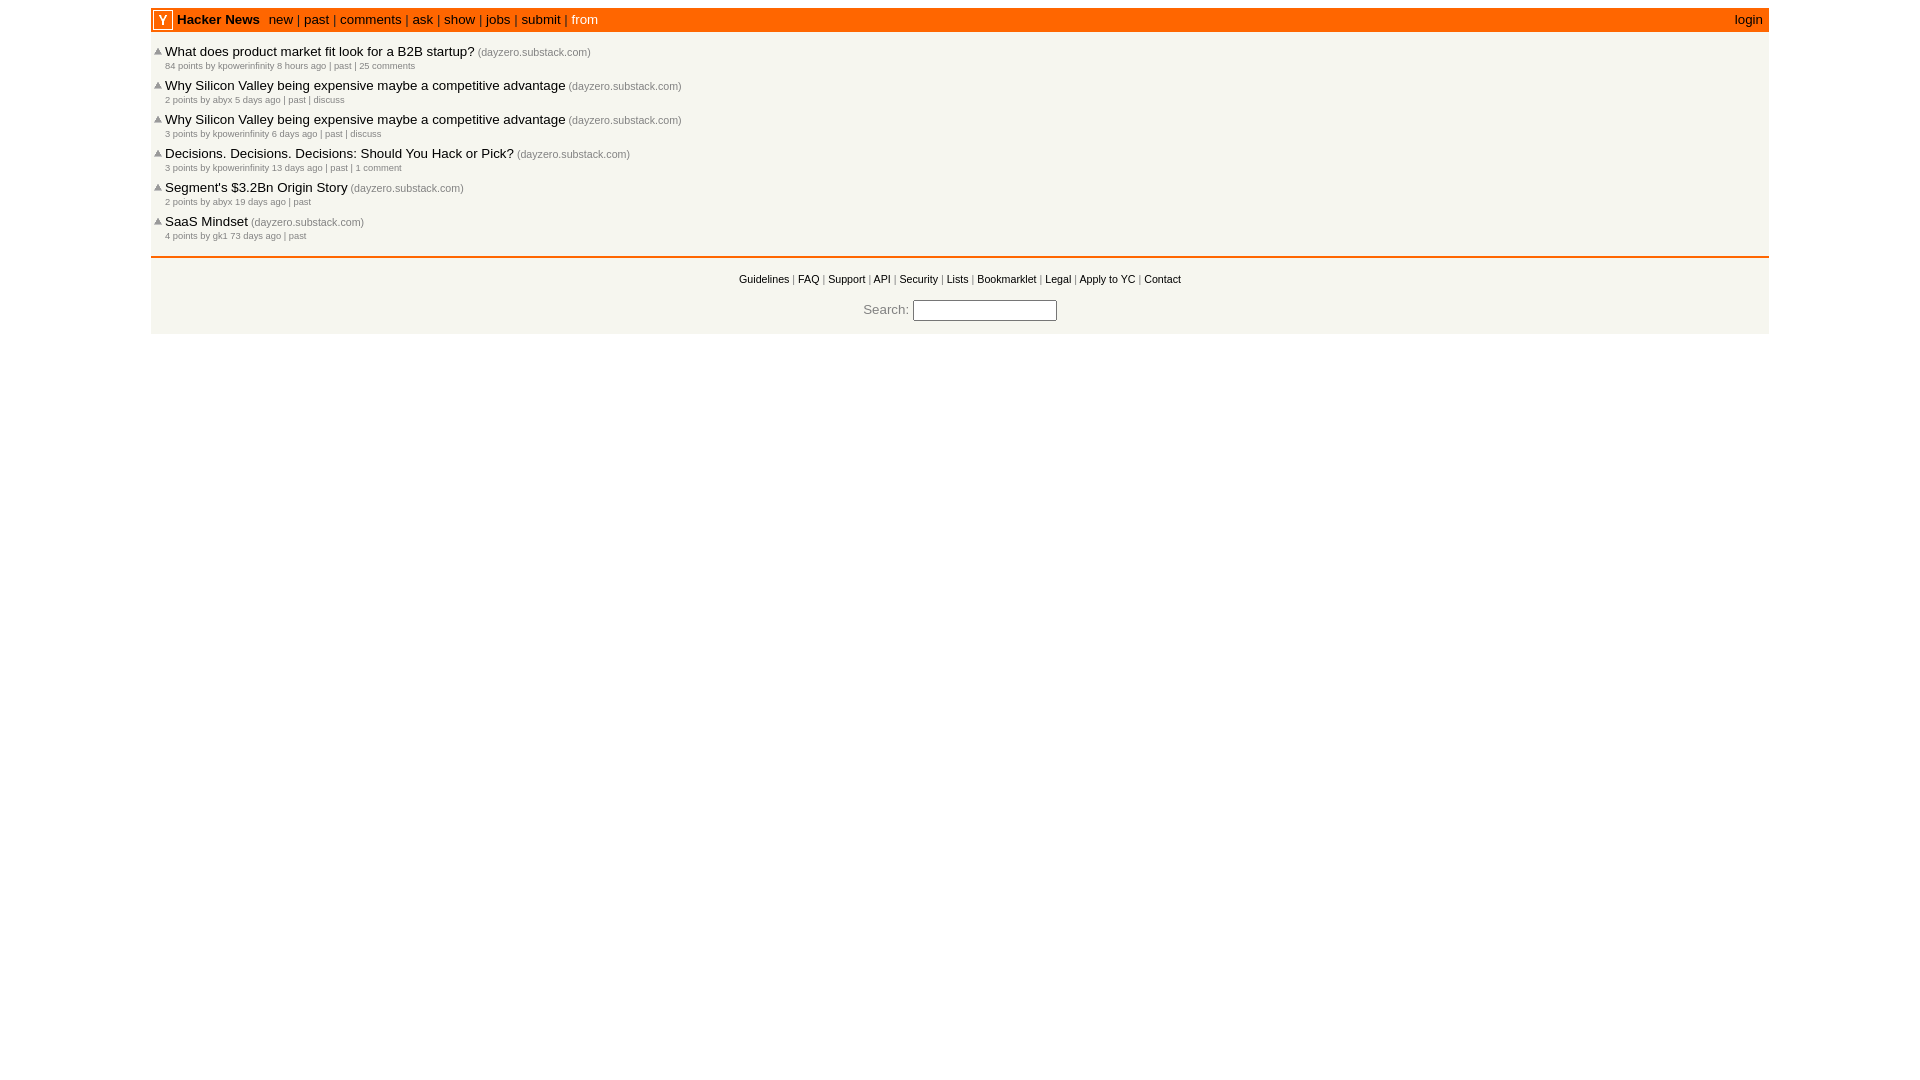 Y Hacker News new | past | comments | ask | show | jobs | submit | from login
What does product market fit look for a B2B startup? (dayzero.substack.com)
84 points by kpowerinfinity 8 hours ago | past | 25 comments
Why Silicon Valley being expensive maybe a competitive advantage (dayzero.substack.com)
2 points by abyx 5 days ago | past | discuss
Why Silicon Valley being expensive maybe a competitive advantage (dayzero.substack.com)
3 points by kpowerinfinity 6 days ago | past | discuss
Decisions. Decisions. Decisions: Should You Hack or Pick? (dayzero.substack.com)
3 points by kpowerinfinity 13 days ago | past | 1 comment
Segment's $3.2Bn Origin Story (dayzero.substack.com)
2 points by abyx 19 days ago | past
SaaS Mindset (dayzero.substack.com)
4 points by gk1 73 days ago | past
Guidelines | FAQ | Support | API | Security | Lists | Bookmarklet | Legal | Apply to YC | Contact
Search: